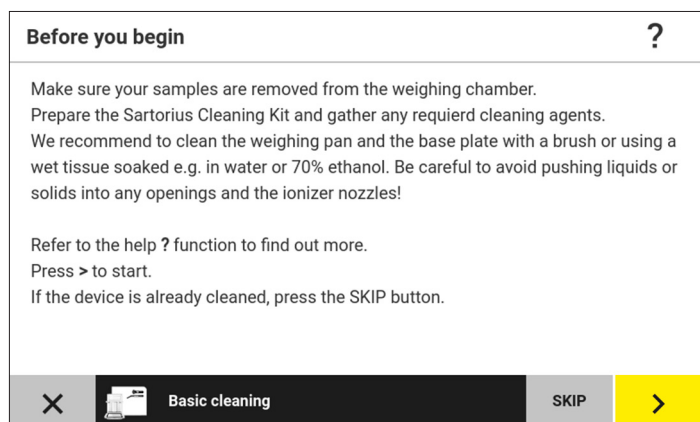 Before you begin ?
Make sure your samples are removed from the weighing chamber.
Prepare the Sartorius Cleaning Kit and gather any requierd cleaning agents.
We recommend to clean the weighing pan and the base plate with a brush or using a
wet tissue soaked e.g. in water or 70% ethanol. Be careful to avoid pushing liquids or
solids into any openings and the ionizer nozzles!
Refer to the help ? function to find out more.
Press > to start.
If the device is already cleaned, press the SKIP button.
Basic cleaning SKIP >